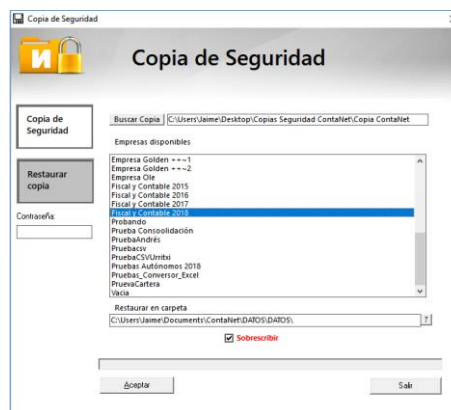 Copia de Seguridad
Copia de Seguridad
Copia de
Seguridad
Buscar Copia C:\Users\Jaime\Desktop\Copias Seguridad ContaNet\Copia ContaNet
Empresas disponibles
Empresa Golden ++~1
Empresa Golden ++~2
Empresa Ole
Fiscal y Contable 2015
Fiscal y Contable 2016
Fiscal y Contable 2017
Fiscal y Contable 2018
Probando
Prueba Consoolidación
PruebaAndrés
Pruebacsv
PruebaCSVUrritxi
Pruebas Autónomos 2018
Pruebas_Conversor_Excel
PruevaCartera
Vacia
Restaurar
copia
Contraseña:
Restaurar en carpeta
C:\Users\Jaime\Documents\ContaNet\DATOS\DATOS\
Sobrescribir
Aceptar
Salir